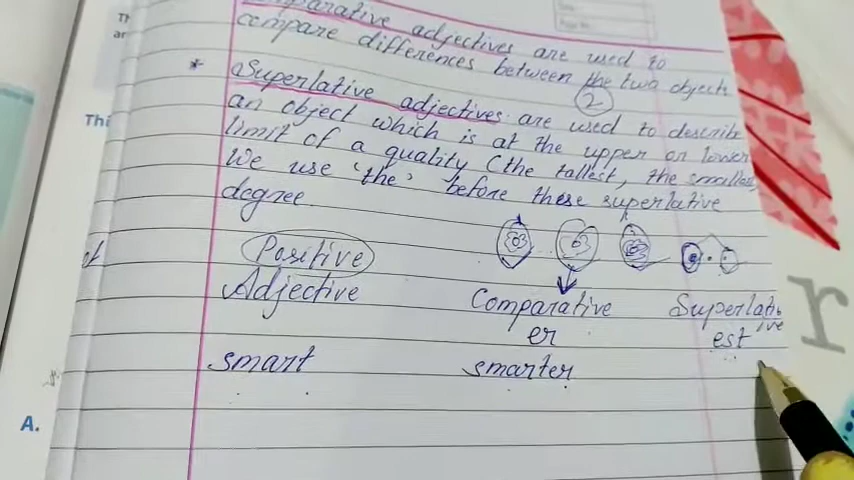 Comparative adjectives are used to
compare differences between the two objects
(2)
* Superlative adjectives are used to describe
an object which is at the upper or lower
limit of a quality (the tallest, the smallest,
We use 'the' before these superlative
degree.
Positive
Adjective Comparative Superlative
er est
smart smarter
Thi
of
A.
r